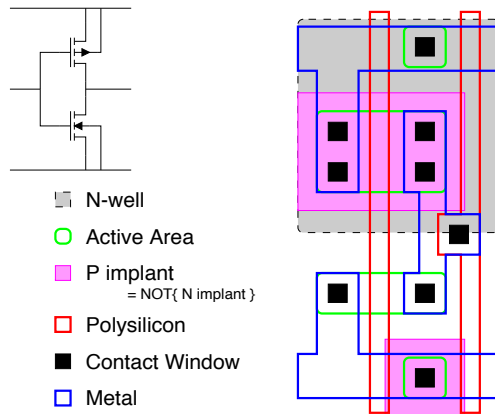 N-well
Active Area
P implant
= NOT{ N implant }
Polysilicon
Contact Window
Metal